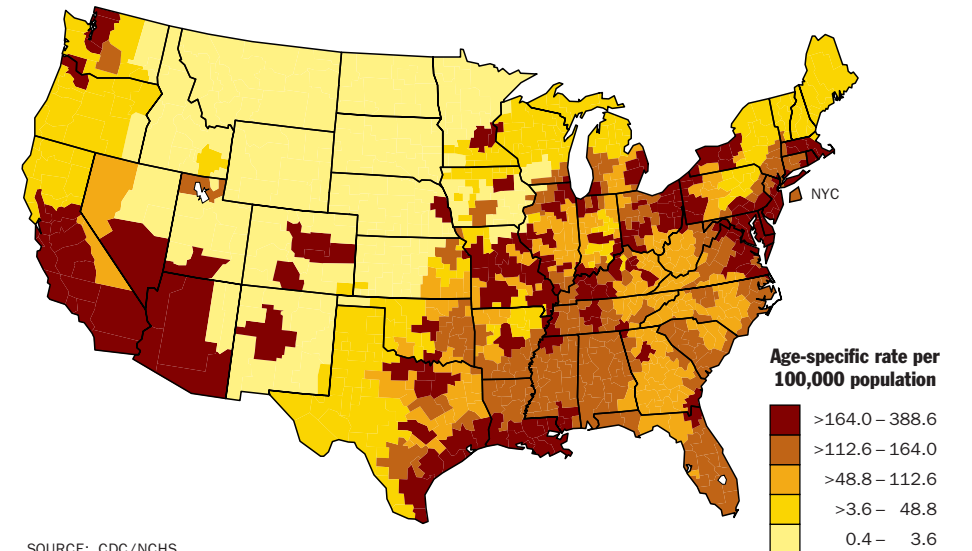 NYC
Age-specific rate per
100,000 population
>164.0 – 388.6
>112.6 – 164.0
>48.8 – 112.6
>3.6 – 48.8
0.4 – 3.6
SOURCE: CDC/NCHS